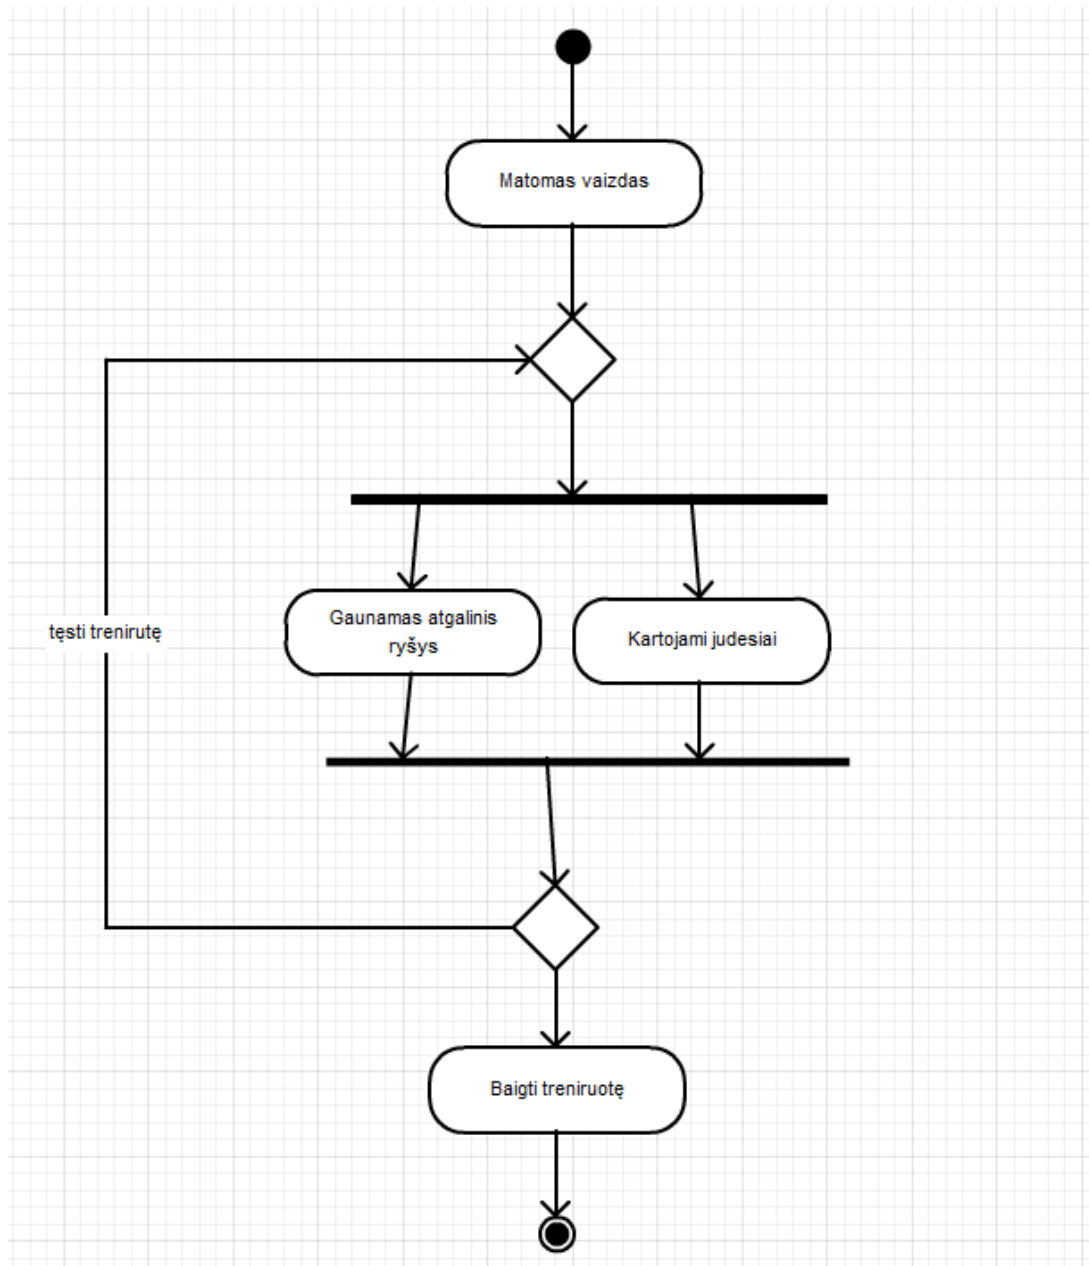 Matomas vaizdas
Gaunamas atgalinis
ryšys
Kartojami judesiai
tęsti trenirutę
Baigti treniruotę